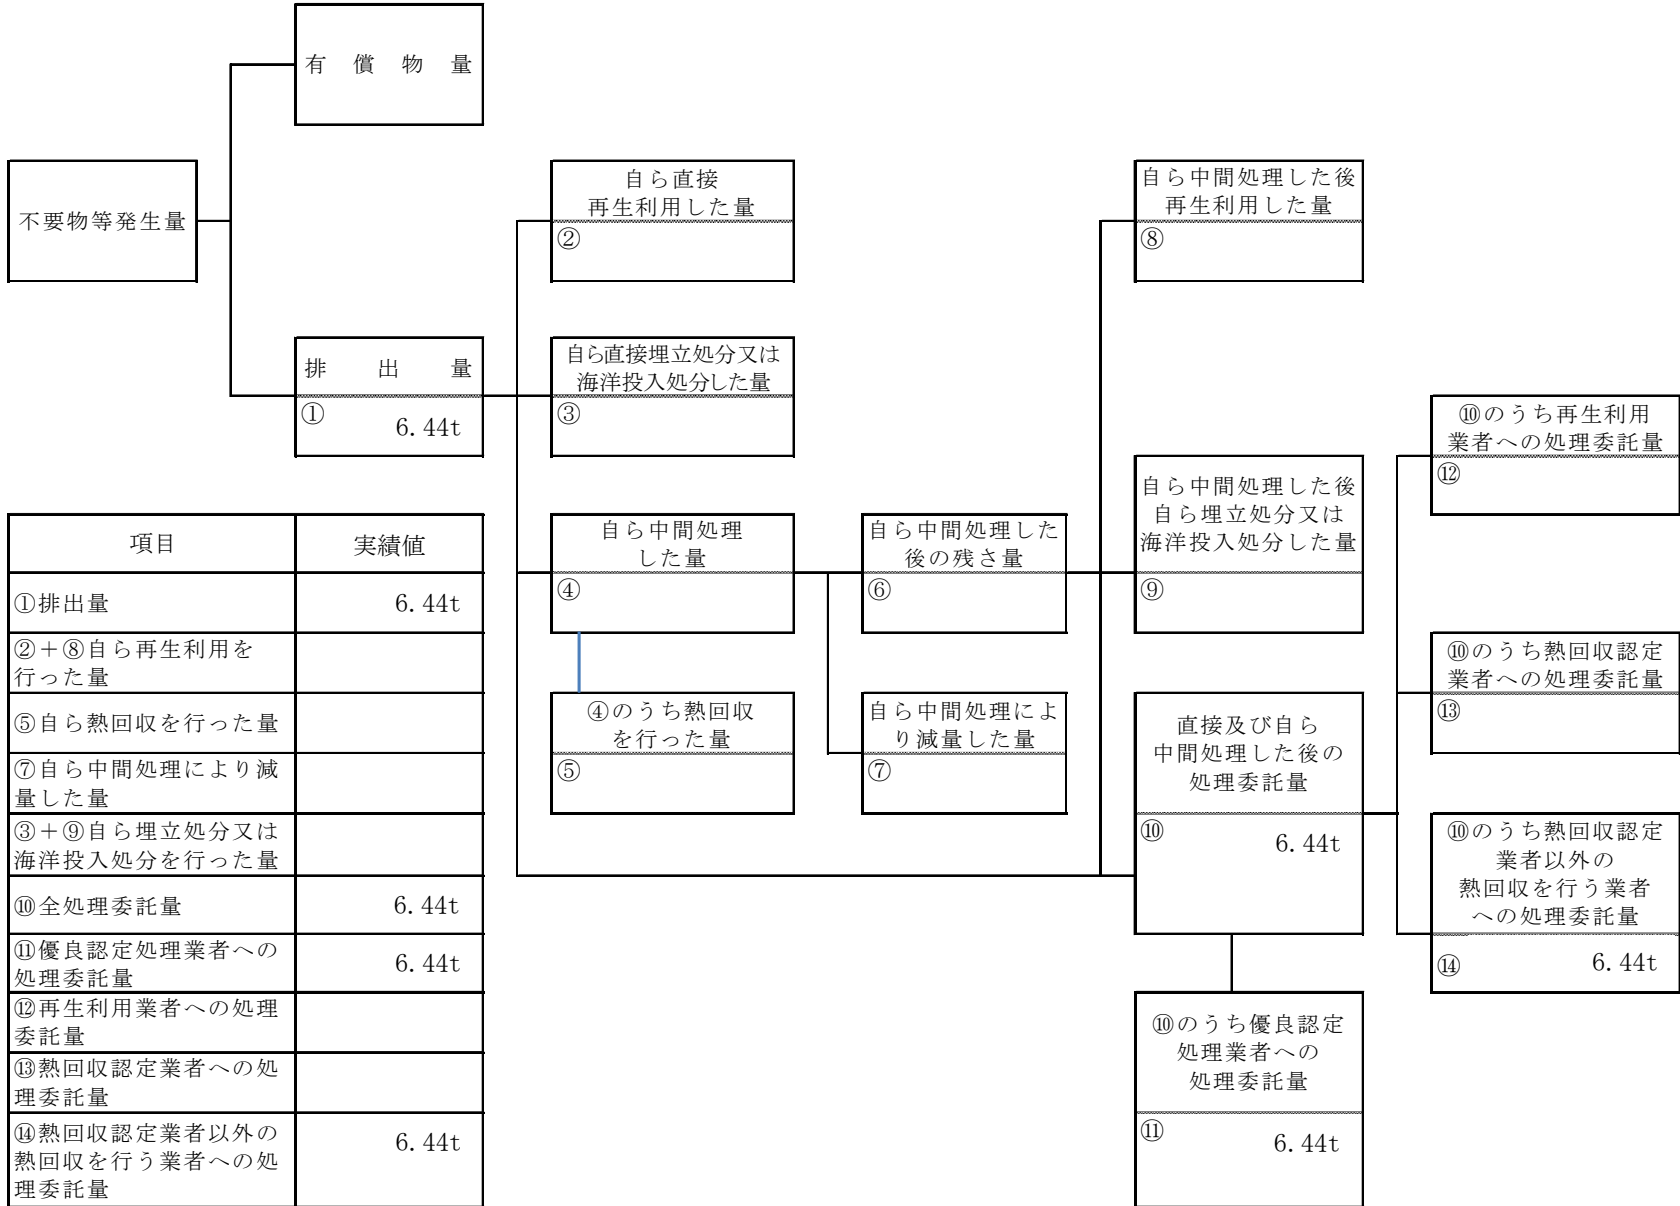 有償物量
不要物等発生量
排出量
①
6.44t
自ら直接
再生利用した量
②
自ら直接埋立処分又は
海洋投入処分した量
③
自ら中間処理
した量
④
④のうち熱回収
を行った量
⑤
自ら中間処理した
後の残さ量
⑥
自ら中間処理によ
り減量した量
⑦
自ら中間処理した後
再生利用した量
⑧
自ら中間処理した後
自ら埋立処分又は
海洋投入処分した量
⑨
直接及び自ら
中間処理した後の
処理委託量
⑩
6.44t
⑩のうち優良認定
処理業者への
処理委託量
⑪
6.44t
⑩のうち再生利用
業者への処理委託量
⑫
⑩のうち熱回収認定
業者への処理委託量
⑬
⑩のうち熱回収認定
業者以外の
熱回収を行う業者
への処理委託量
⑭
6.44t
項目 実績値
①排出量 6.44t
②＋⑧自ら再生利用を
行った量
⑤自ら熱回収を行った量
⑦自ら中間処理により減
量した量
③＋⑨自ら埋立処分又は
海洋投入処分を行った量
⑩全処理委託量 6.44t
⑪優良認定処理業者への
処理委託量 6.44t
⑫再生利用業者への処理
委託量
⑬熱回収認定業者への処
理委託量
⑭熱回収認定業者以外の
熱回収を行う業者への処
理委託量 6.44t